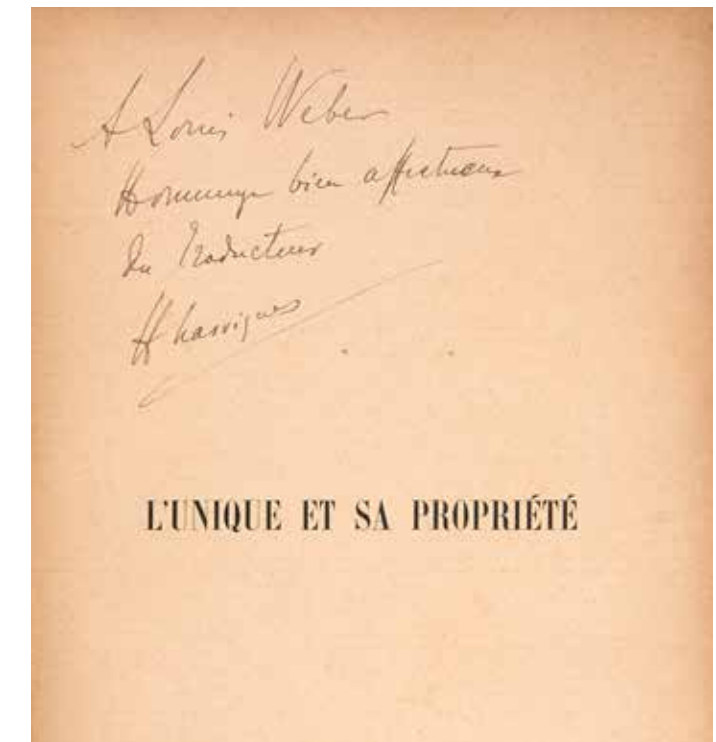 A Louis Weber
Hommage bien affectueux
du Traducteur
H Lasvignes
L'UNIQUE ET SA PROPRIÉTÉ